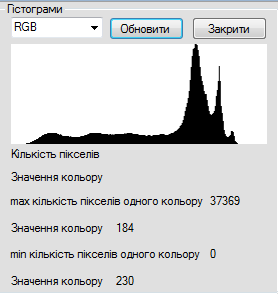 Гістограми
RGB Обновити Закрити
Кількість пікселів
Значення кольору
max кількість пікселів одного кольору 37369
Значення кольору 184
min кількість пікселів одного кольору 0
Значення кольору 230